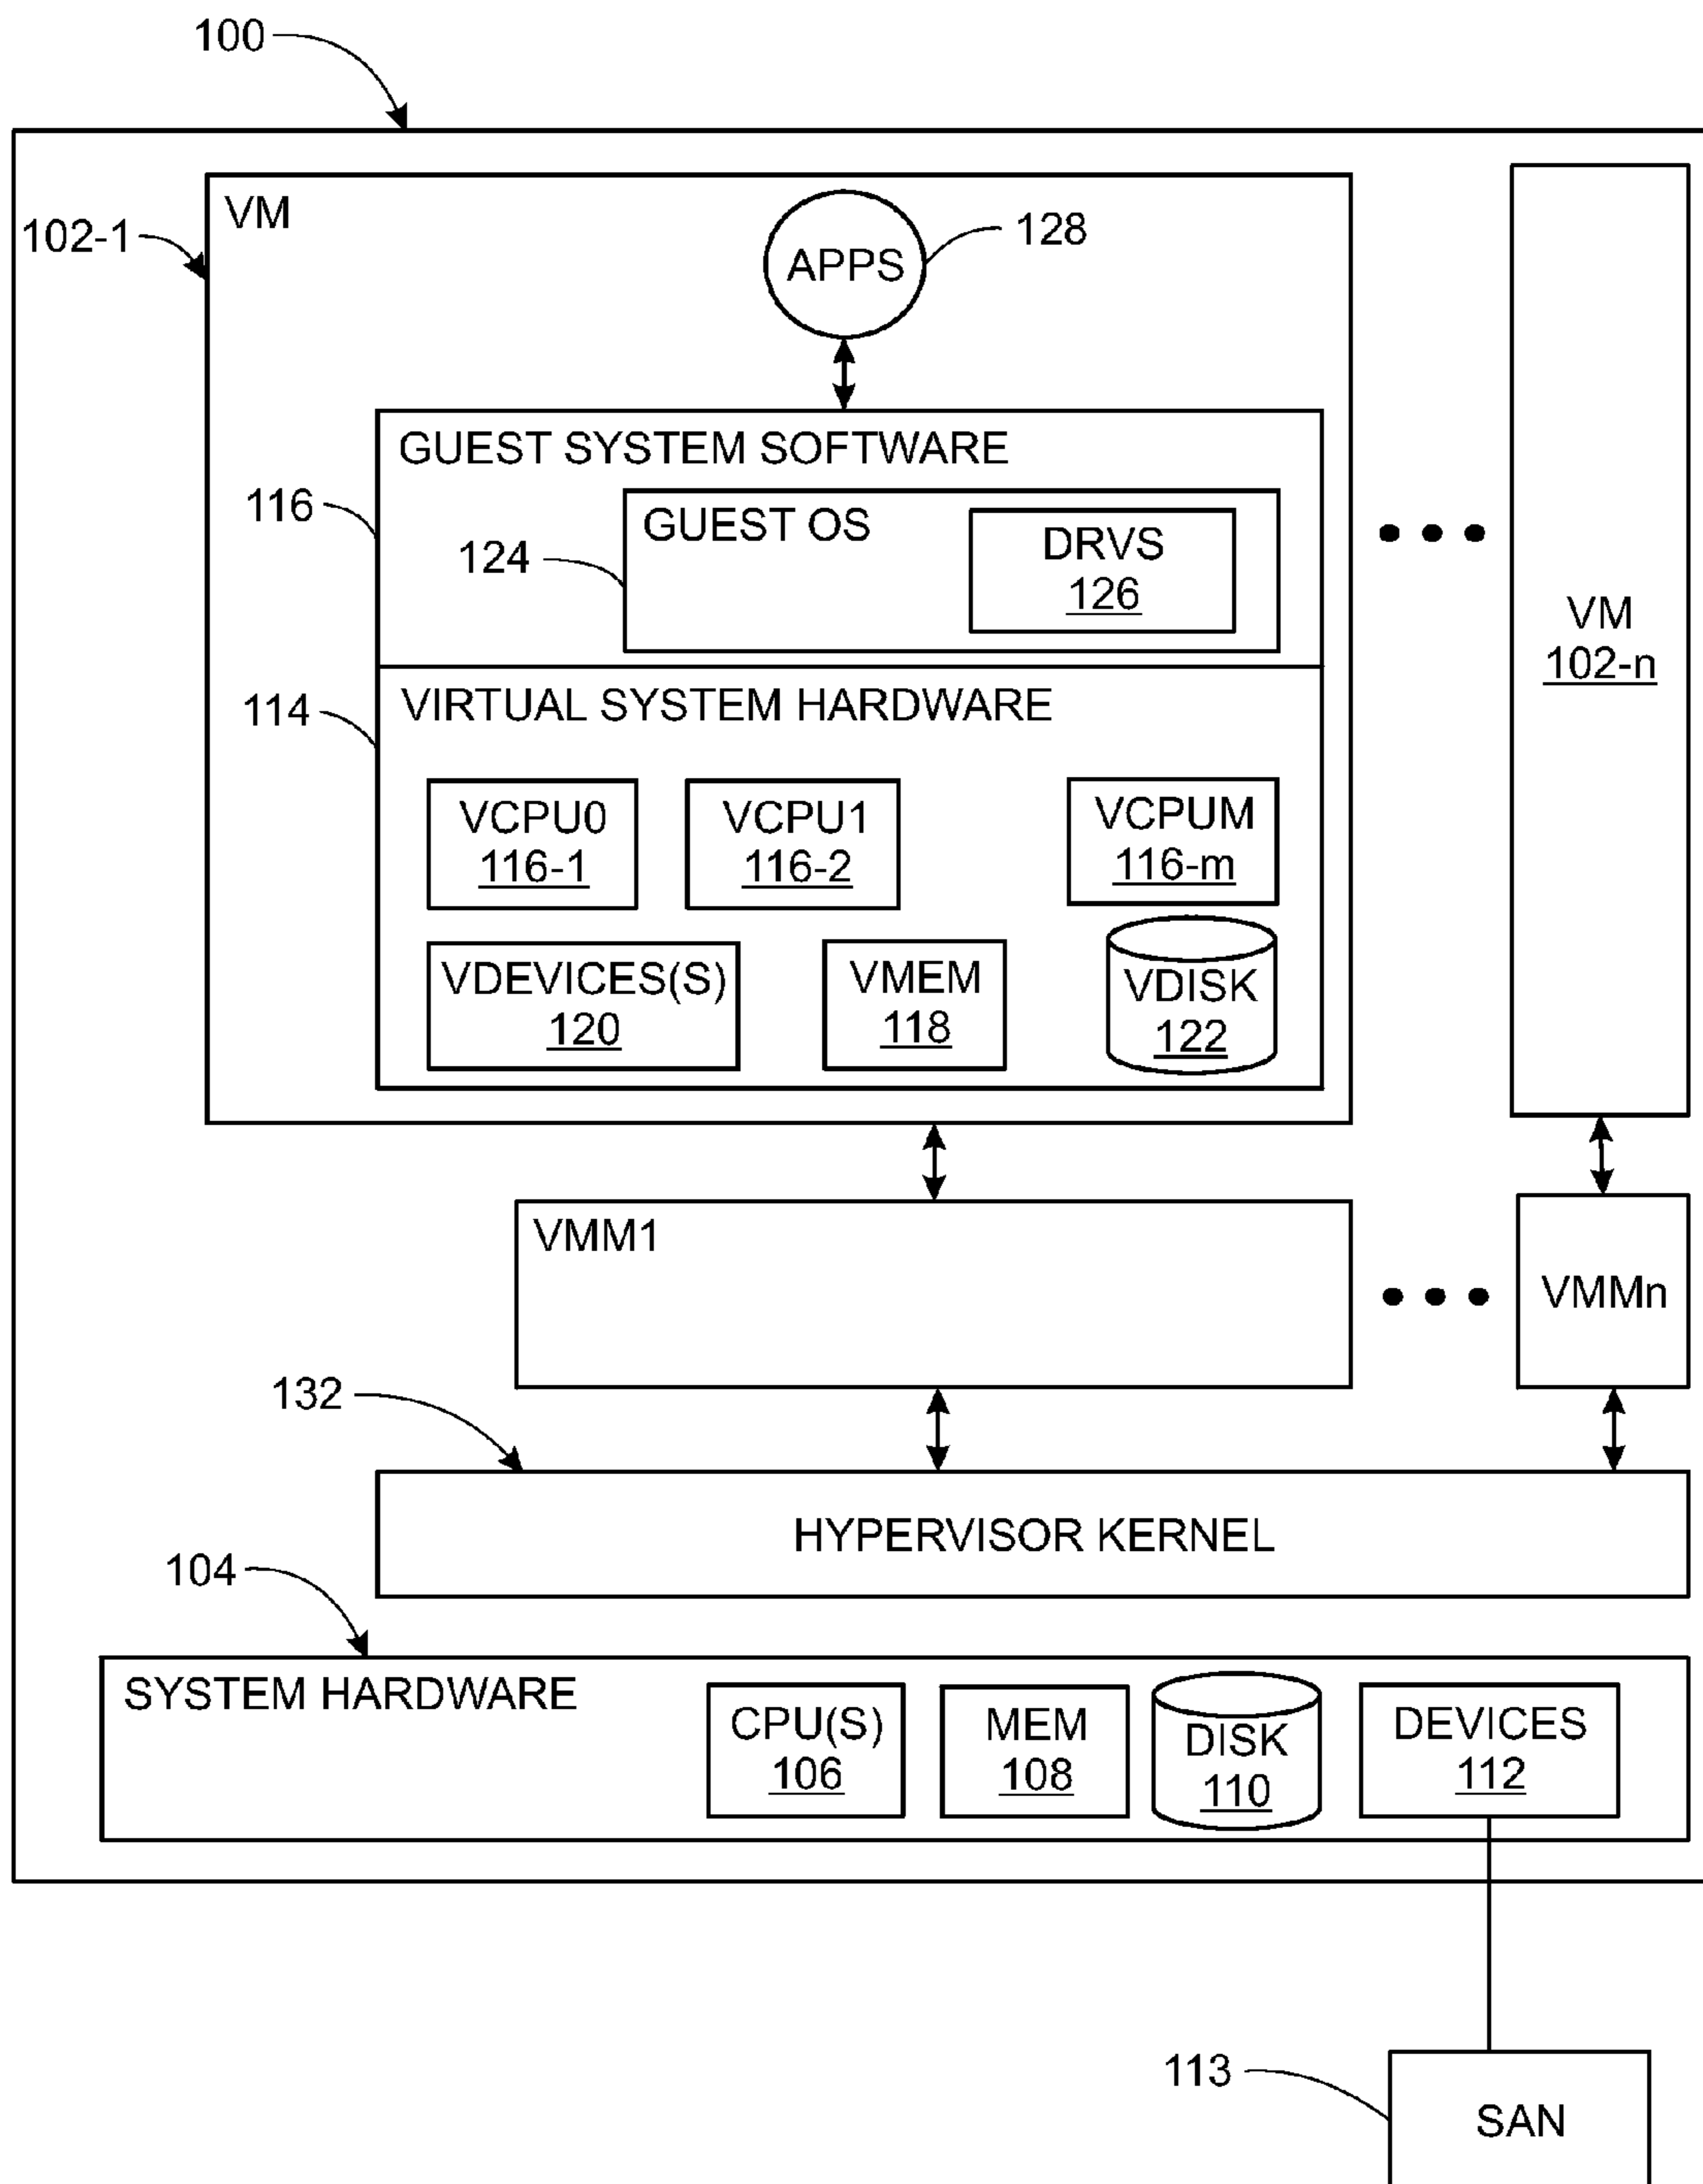 100
102-1
VM
APPS
128
GUEST SYSTEM SOFTWARE
116
GUEST OS
124
DRVS
126
VM
102-n
114
VIRTUAL SYSTEM HARDWARE
VCPU0
116-1
VCPU1
116-2
VCPUM
116-m
VDEVICES(S)
120
VMEM
118
VDISK
122
VMM1
VMMn
132
HYPERVISOR KERNEL
104
SYSTEM HARDWARE
CPU(S)
106
MEM
108
DISK
110
DEVICES
112
113
SAN